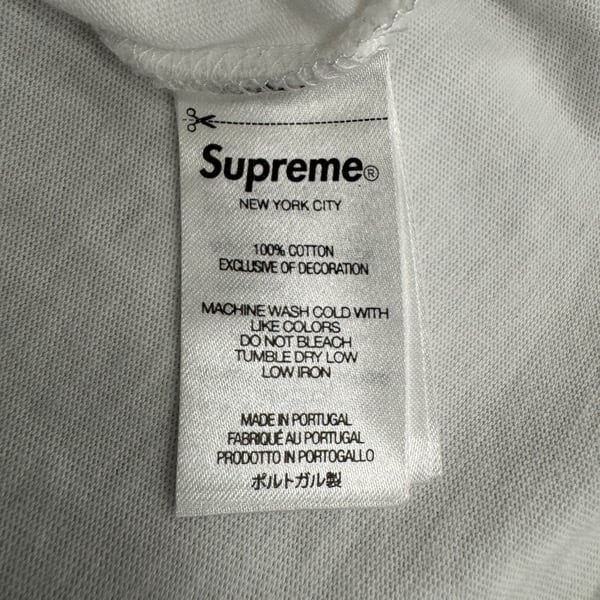 Supreme®
NEW YORK CITY
100% COTTON
EXCLUSIVE OF DECORATION
MACHINE WASH COLD WITH
LIKE COLORS
DO NOT BLEACH
TUMBLE DRY LOW
LOW IRON
MADE IN PORTUGAL
FABRIQUÉ AU PORTUGAL
PRODOTTO IN PORTOGALLO
ポルトガル製